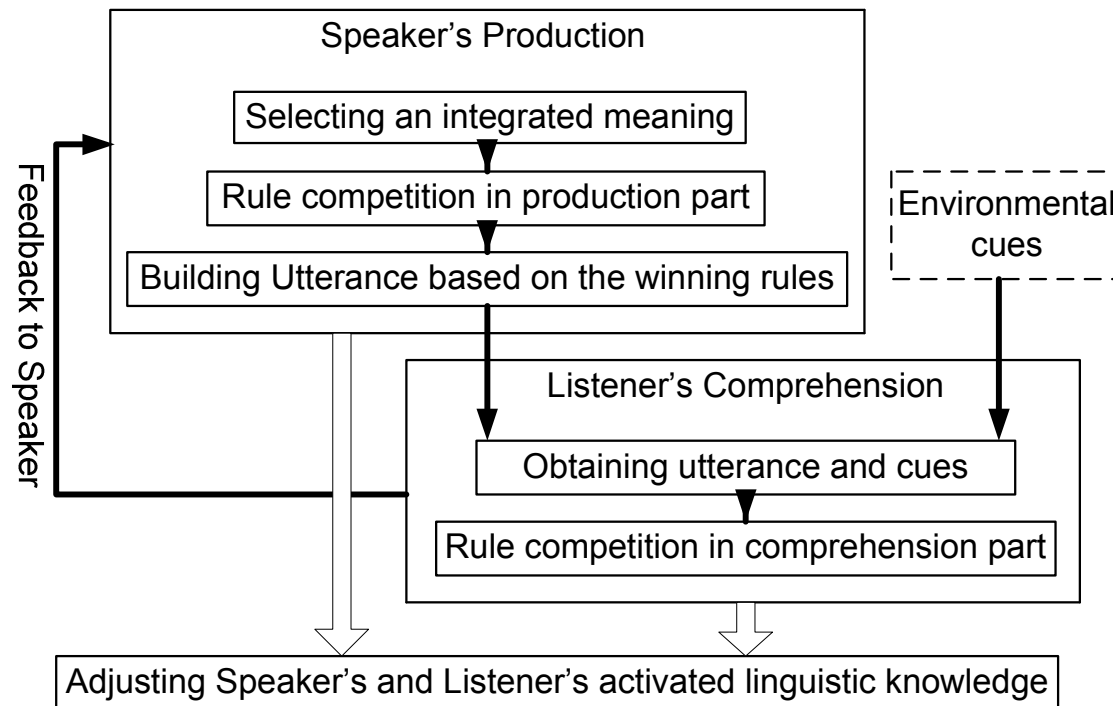 Speaker’s Production
Selecting an integrated meaning
Rule competition in production part
Building Utterance based on the winning rules
Feedback to Speaker
Environmental
cues
Listener’s Comprehension
Obtaining utterance and cues
Rule competition in comprehension part
Adjusting Speaker’s and Listener’s activated linguistic knowledge